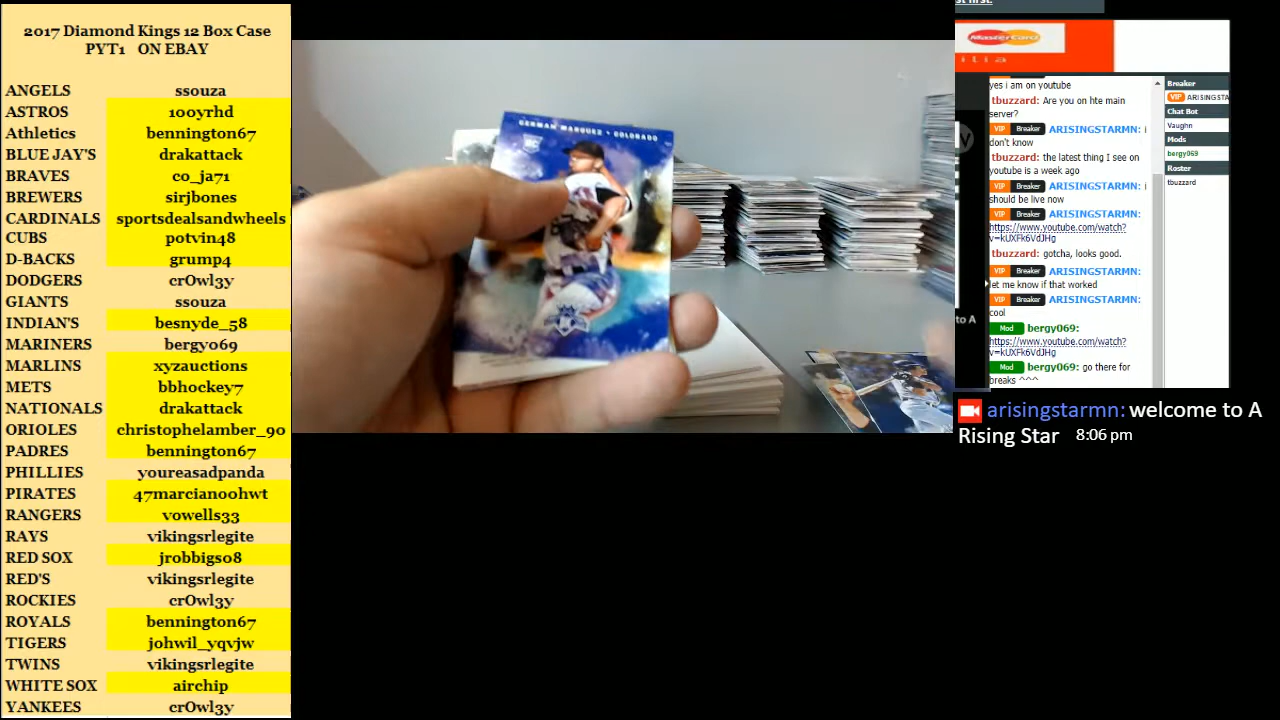 2017 Diamond Kings 12 Box Case
PYT1 ON EBAY
ANGELS ssouza
ASTROS 100yrhd
Athletics bennington67
BLUE JAY'S drakattack
BRAVES co_ja71
BREWERS sirjbones
CARDINALS sportsdealsandwheels
CUBS potvin48
D-BACKS grump4
DODGERS crOwl3y
GIANTS ssouza
INDIAN'S besnyde_58
MARINERS bergy069
MARLINS xyzauctions
METS bbhockey7
NATIONALS drakattack
ORIOLES christophelamber_90
PADRES bennington67
PHILLIES youreasadpanda
PIRATES 47marcianoohwt
RANGERS vowells33
RAYS vikingsrlegite
RED SOX jrobbigs08
RED'S vikingsrlegite
ROCKIES crOwl3y
ROYALS bennington67
TIGERS johwil_yqvjw
TWINS vikingsrlegite
WHITE SOX airchip
YANKEES crOwl3y
GERMAN MARQUEZ • COLORADO
RC
DK
st first.
MasterCard
yes i am on youtube
tbuzzard: Are you on hte main
server?
VIP Breaker ARISINGSTARMN: i
don't know
tbuzzard: the latest thing I see on
youtube is a week ago
VIP Breaker ARISINGSTARMN: i
should be live now
VIP Breaker ARISINGSTARMN:
https://www.youtube.com/watch?
v=kUXFk6VdJHg
tbuzzard: gotcha, looks good.
VIP Breaker ARISINGSTARMN:
let me know if that worked
VIP Breaker ARISINGSTARMN:
cool
Mod bergy069:
https://www.youtube.com/watch?
v=kUXFk6VdJHg
Mod bergy069: go there for
breaks ^^^
to A
Breaker
VIP ARISINGSTA
Chat Bot
Vaughn
Mods
bergy069
Roster
tbuzzard
arisingstarmn: welcome to A
Rising Star 8:06 pm